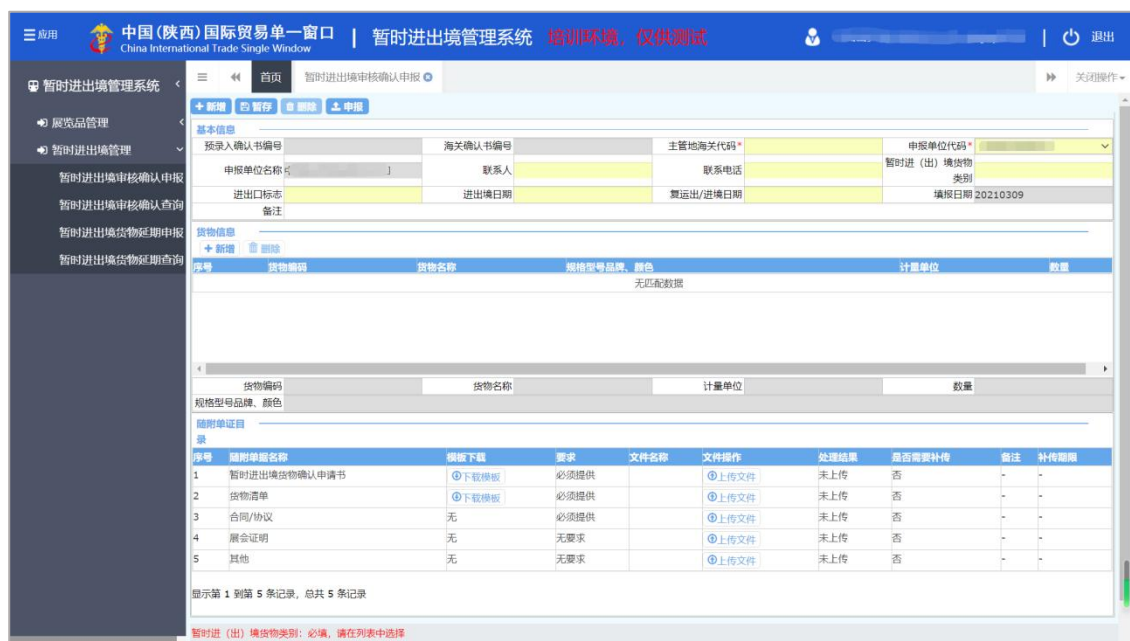 应用
中国(陕西)国际贸易单一窗口 | 暂时进出境管理系统 培训环境,仅供测试
China International Trade Single Window
退出
暂时进出境管理系统
首页 暂时进出境审核确认申报
关闭操作
展览品管理
暂时进出境管理
暂时进出境审核确认申报
暂时进出境审核确认查询
暂时进出境货物延期申报
暂时进出境货物延期查询
+新增 暂存 删除 申报
基本信息
预录入确认书编号 海关确认书编号 主管地海关代码* 申报单位代码*
申报单位名称 联系人 联系电话 暂时进(出)境货物类别
进出口标志 进出境日期 复运出/进境日期 填报日期 20210309
备注
货物信息
+新增 删除
序号 货物编码 货物名称 规格型号品牌、颜色 计量单位 数量
无匹配数据
货物编码 货物名称 计量单位 数量
规格型号品牌、颜色
随附单证目录
序号 随附单据名称 模板下载 要求 文件名称 文件操作 处理结果 是否需要补传 备注 补传期限
1 暂时进出境货物确认申请书 下载模板 必须提供 上传文件 未上传 否 - -
2 货物清单 下载模板 必须提供 上传文件 未上传 否 - -
3 合同/协议 无 必须提供 上传文件 未上传 否 - -
4 展会证明 无 无要求 上传文件 未上传 否 - -
5 其他 无 无要求 上传文件 未上传 否 - -
显示第 1 到第 5 条记录,总共 5 条记录
暂时进(出)境货物类别:必填,请在列表中选择